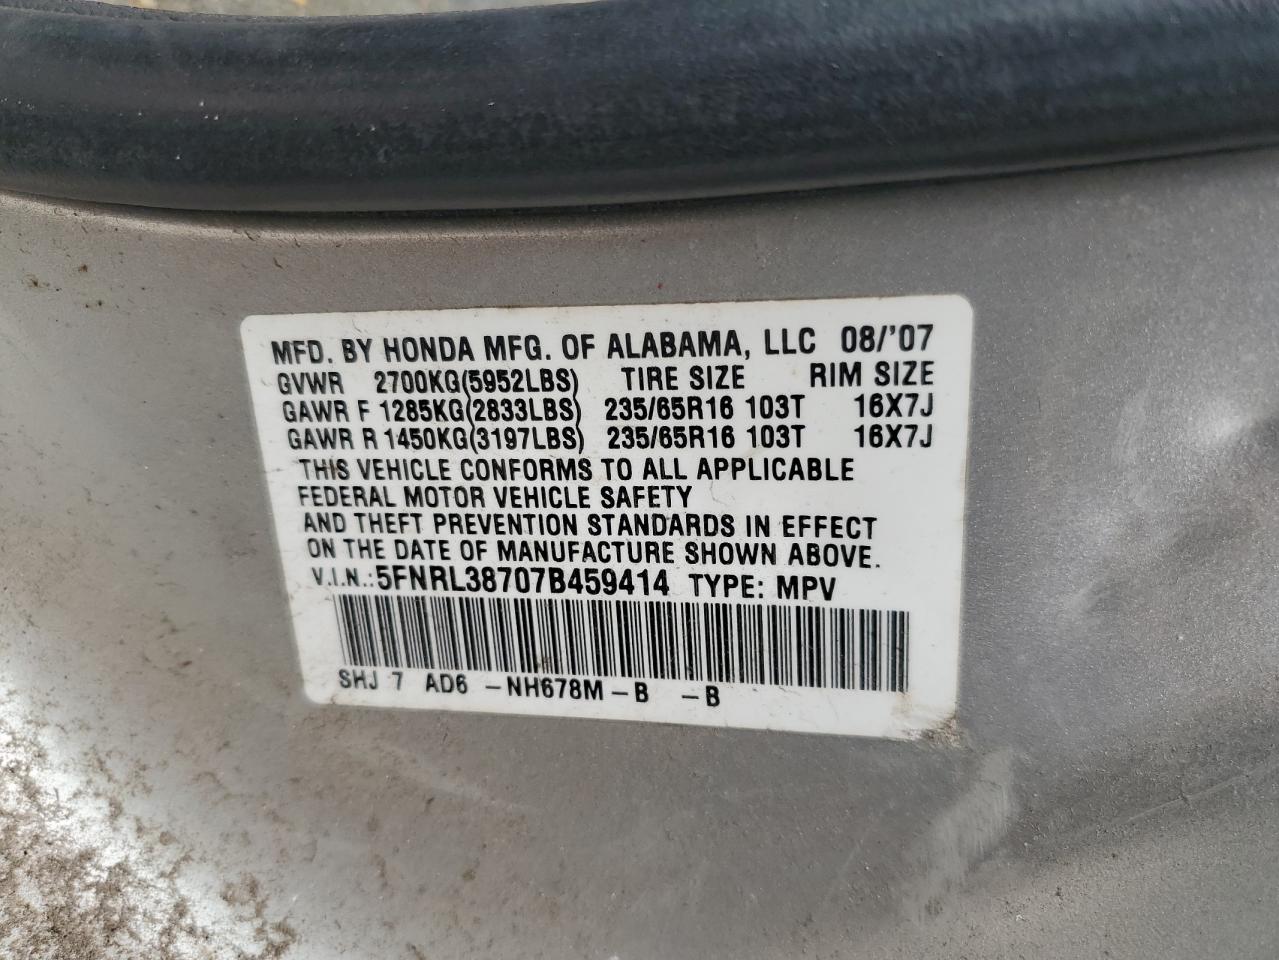 MFD. BY HONDA MFG. OF ALABAMA, LLC 08/'07
GVWR 2700KG(5952LBS) TIRE SIZE RIM SIZE
GAWR F 1285KG(2833LBS) 235/65R16 103T 16X7J
GAWR R 1450KG(3197LBS) 235/65R16 103T 16X7J
THIS VEHICLE CONFORMS TO ALL APPLICABLE
FEDERAL MOTOR VEHICLE SAFETY
AND THEFT PREVENTION STANDARDS IN EFFECT
ON THE DATE OF MANUFACTURE SHOWN ABOVE.
V.I.N.:5FNRL38707B459414 TYPE: MPV
SHJ 7 AD6 -NH678M-B -B